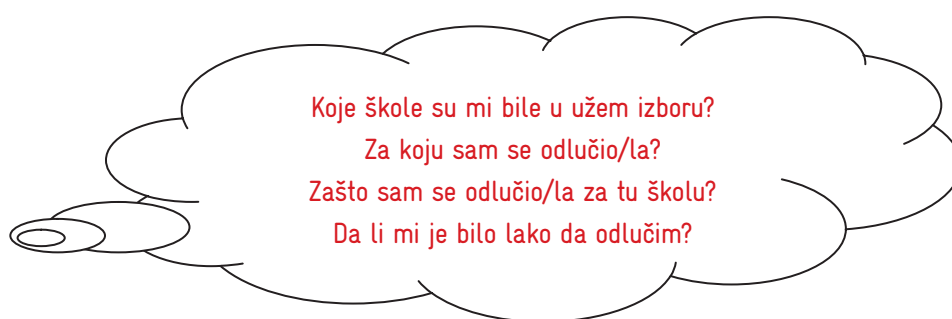 Koje škole su mi bile u užem izboru?
Za koju sam se odlučio/la?
Zašto sam se odlučio/la za tu školu?
Da li mi je bilo lako da odlučim?